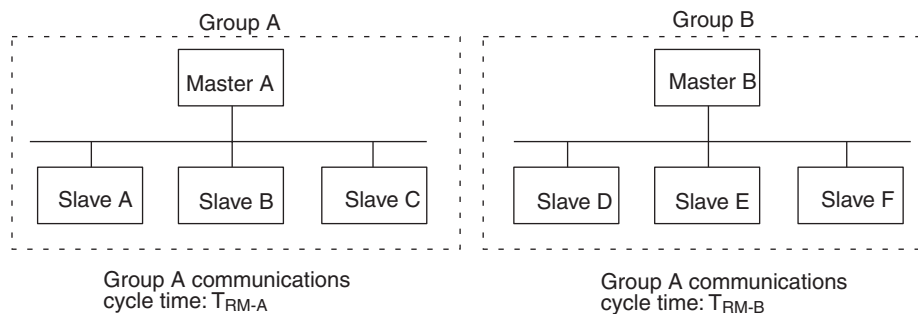 Group A
Group B
Master A
Master B
Slave A
Slave B
Slave C
Slave D
Slave E
Slave F
Group A communications
cycle time: TRM-A
Group A communications
cycle time: TRM-B